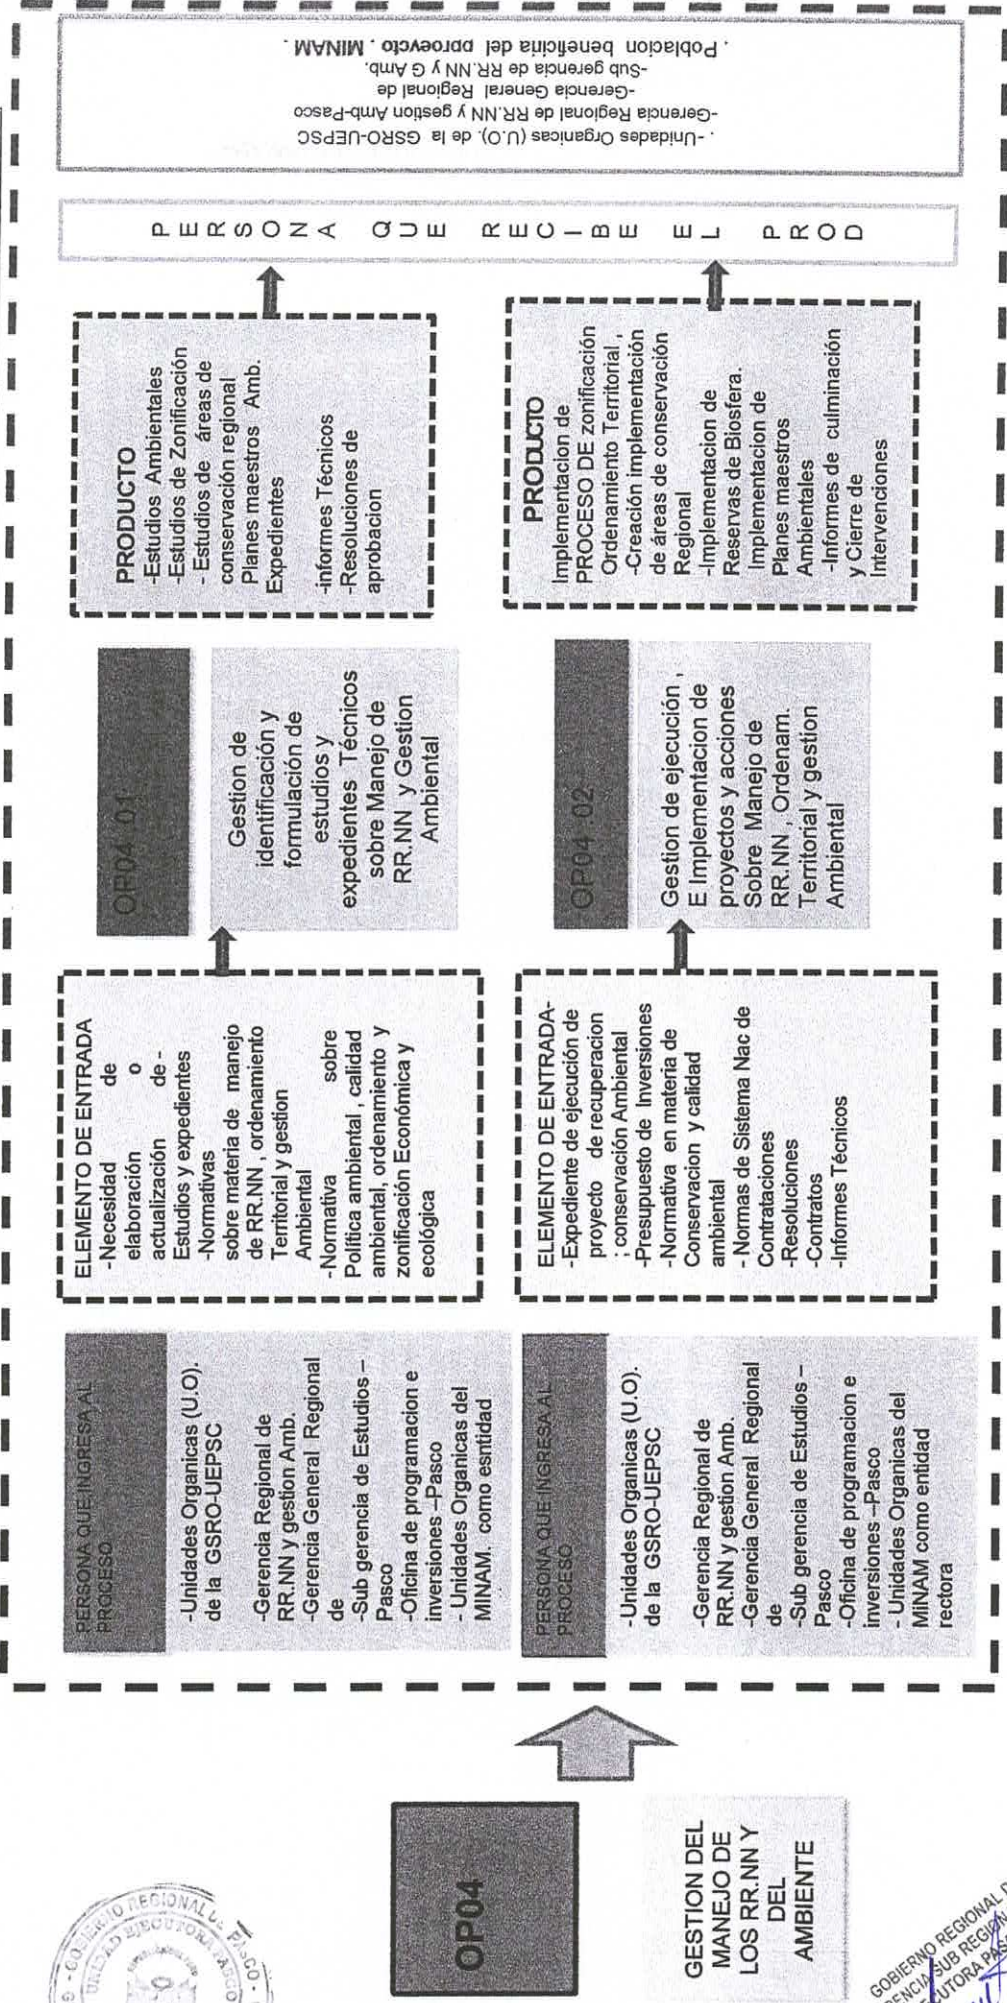 OP04
GESTION DEL
MANEJO DE
LOS RR.NN Y
DEL
AMBIENTE
PERSONA QUE INGRESA AL
PROCESO
-Unidades Organicas (U.O).
de la GSRO-UEPSC
-Gerencia Regional de
RR.NN y gestion Amb.
-Gerencia General Regional
de
-Sub gerencia de Estudios –
Pasco
-Oficina de programacion e
inversiones –Pasco
- Unidades Organicas del
MINAM. como esntidad
ELEMENTO DE ENTRADA
-Necesidad de
elaboración o
actualización de -
Estudios y expedientes
-Normativas
sobre materia de manejo
de RR.NN , ordenamiento
Territorial y gestion
Ambiental
-Normativa sobre
Política ambiental , calidad
ambiental, ordenamiento y
zonificación Económica y
ecológica
OP04 .01.
Gestion de
identificación y
formulación de
estudios y
expedientes Técnicos
sobre Manejo de
RR.NN y Gestion
Ambiental
PRODUCTO
-Estudios Ambientales
-Estudios de Zonificación
- Estudios de áreas de
conservación regional
Planes maestros Amb.
Expedientes
-informes Técnicos
-Resoluciones de
aprobacion
PERSONA QUE INGRESA AL
PROCESO
-Unidades Organicas (U.O).
de la GSRO-UEPSC
-Gerencia Regional de
RR.NN y gestion Amb.
-Gerencia General Regional
de
-Sub gerencia de Estudios –
Pasco
-Oficina de programacion e
inversiones –Pasco
- Unidades Organicas del
MINAM como entidad
rectora
ELEMENTO DE ENTRADA-
-Expediente de ejecución de
proyecto de recuperacion
; conservación Ambiental
-Presupuesto de Inversiones
-Normativa en materia de
Conservacion y calidad
ambiental
- Normas de Sistema Nac de
Contrataciones
-Resoluciones
-Contratos
-Informes Técnicos
OP04 .02
Gestion de ejecución ,
E Implementacion de
proyectos y acciones
Sobre Manejo de
RR.NN , Ordenam.
Territorial y gestion
Ambiental
PRODUCTO
Implementacion de
PROCESO DE zonificación
Ordenamiento Territorial ,
-Creación implementación
de áreas de conservación
Regional
-Implementacion de
Reservas de Biosfera.
Implementacion de
Planes maestros
Ambientales
-Informes de culminación
y Cierre de
Intervenciones
PERSONA QUE RECIBE EL PROD
. -Unidades Organicas (U.O). de la GSRO-UEPSC
-Gerencia Regional de RR.NN y gestion Amb-Pasco
-Gerencia General Regional de
-Sub gerencia de RR.NN y G Amb.
. Poblacion beneficiria del pproevcto . MINAM .
GOBIERNO REGIONAL